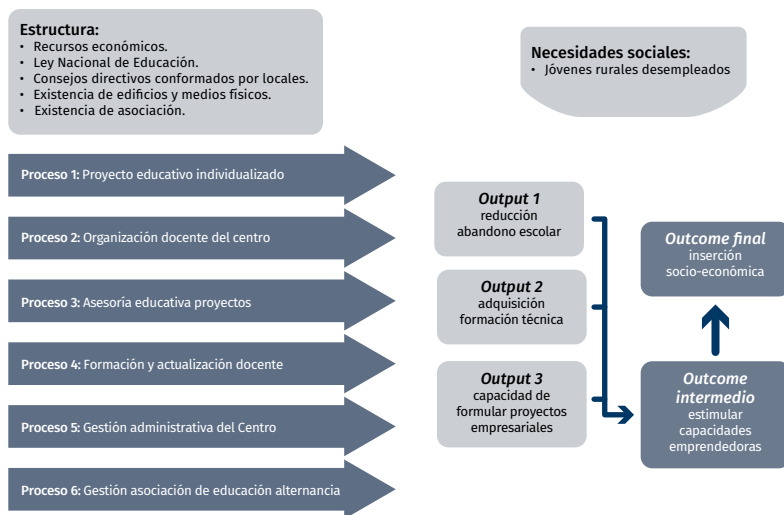 Estructura:
• Recursos económicos.
• Ley Nacional de Educación.
• Consejos directivos conformados por locales.
• Existencia de edificios y medios físicos.
• Existencia de asociación.
Necesidades sociales:
• Jóvenes rurales desempleados
Proceso 1: Proyecto educativo individualizado
Proceso 2: Organización docente del centro
Proceso 3: Asesoría educativa proyectos
Proceso 4: Formación y actualización docente
Proceso 5: Gestión administrativa del Centro
Proceso 6: Gestión asociación de educación alternancia
Output 1
reducción
abandono escolar
Output 2
adquisición
formación técnica
Output 3
capacidad de
formular proyectos
empresariales
Outcome final
inserción
socio-económica
Outcome
intermedio
estimular
capacidades
emprendedoras